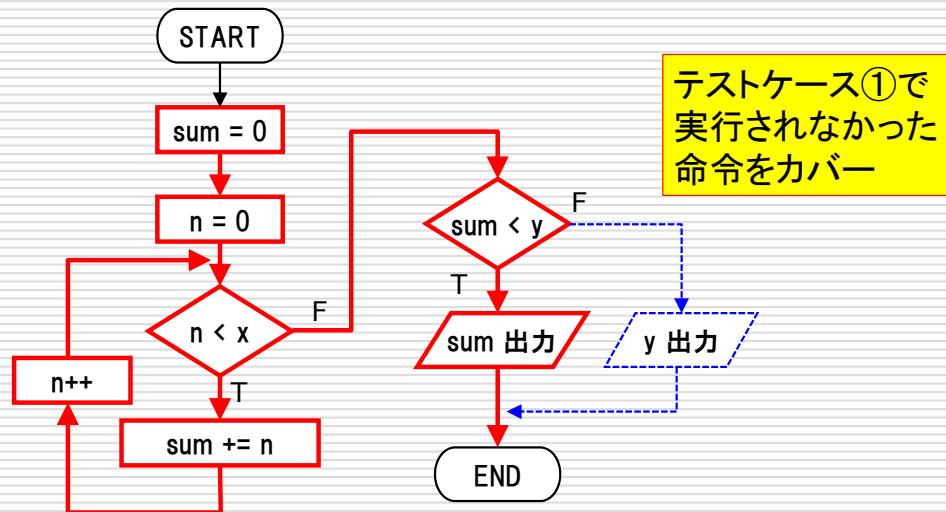 START
sum = 0
n = 0
n < x
F
T
n++
sum += n
sum < y
F
T
sum 出力
y 出力
END
テストケース①で
実行されなかった
命令をカバー